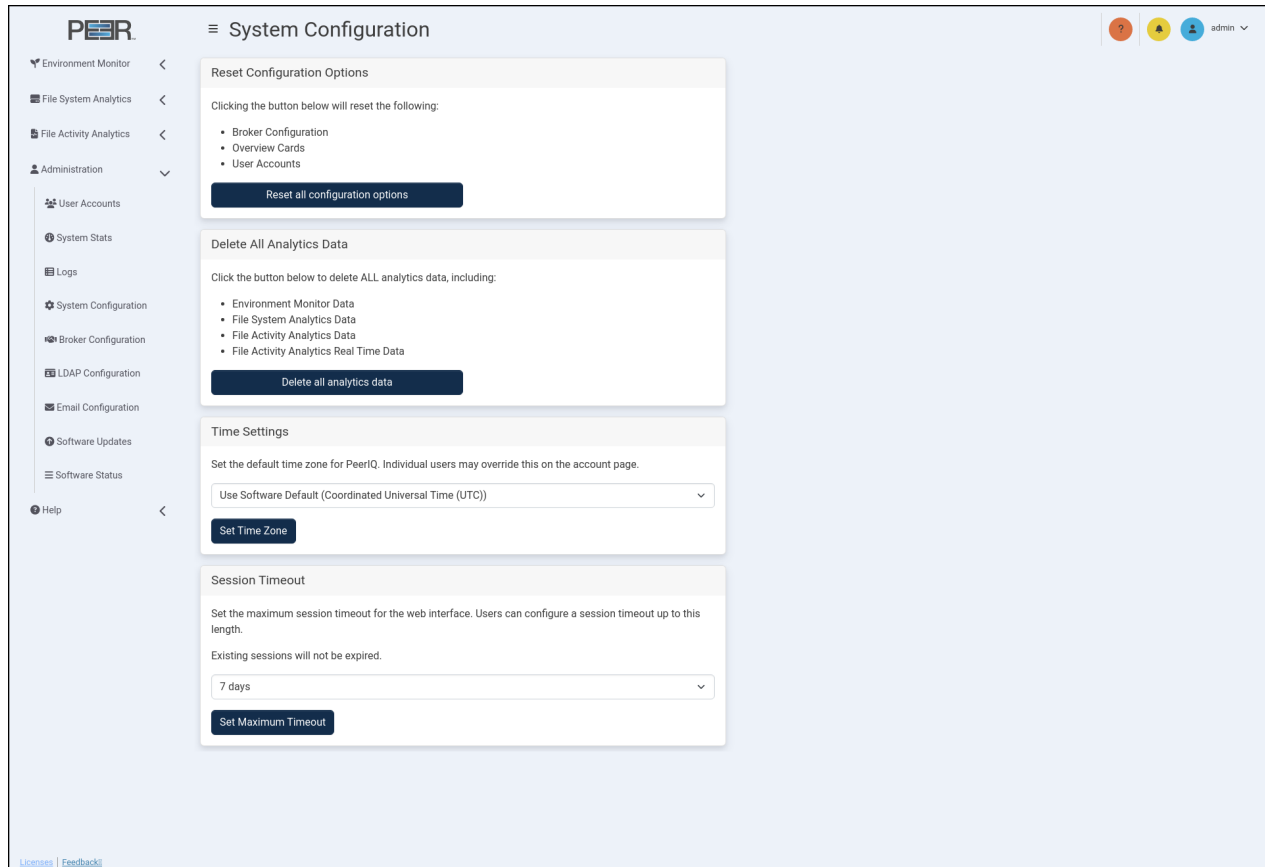 PEER
System Configuration
?
admin
Environment Monitor
File System Analytics
File Activity Analytics
Administration
User Accounts
System Stats
Logs
System Configuration
Broker Configuration
LDAP Configuration
Email Configuration
Software Updates
Software Status
Help
Reset Configuration Options
Clicking the button below will reset the following:
• Broker Configuration
• Overview Cards
• User Accounts
Reset all configuration options
Delete All Analytics Data
Click the button below to delete ALL analytics data, including:
• Environment Monitor Data
• File System Analytics Data
• File Activity Analytics Data
• File Activity Analytics Real Time Data
Delete all analytics data
Time Settings
Set the default time zone for PeerIQ. Individual users may override this on the account page.
Use Software Default (Coordinated Universal Time (UTC))
Set Time Zone
Session Timeout
Set the maximum session timeout for the web interface. Users can configure a session timeout up to this
length.
Existing sessions will not be expired.
7 days
Set Maximum Timeout
Licenses | Feedback